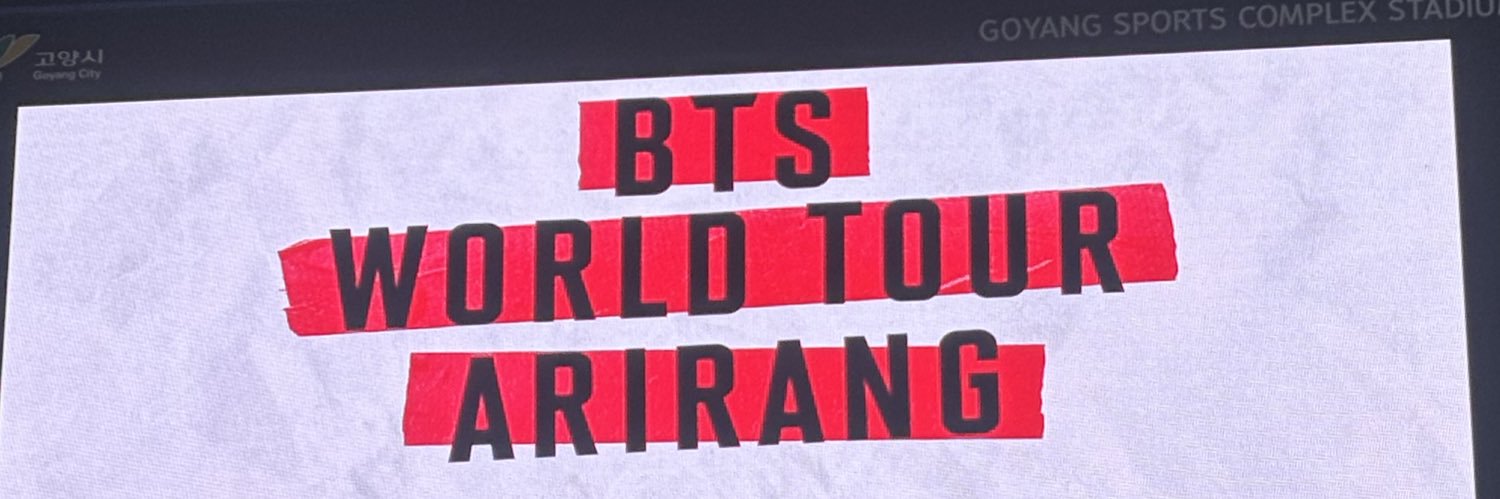 GOYANG SPORTS COMPLEX STADIU
고양시
Goyang City
BTS
WORLD TOUR
ARIRANG